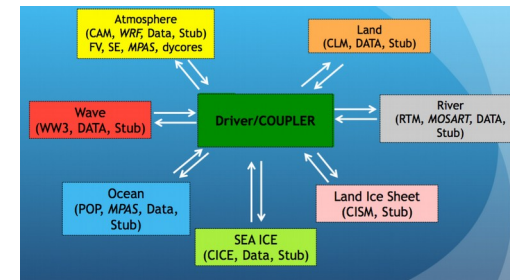 Atmosphere
(CAM, WRF, Data, Stub)
FV, SE, MPAS, dycores
Land
(CLM, DATA, Stub)
Wave
(WW3, DATA, Stub)
Driver/COUPLER
River
(RTM, MOSART, DATA,
Stub)
Ocean
(POP, MPAS, Data,
Stub)
SEA ICE
(CICE, Data, Stub)
Land Ice Sheet
(CISM, Stub)